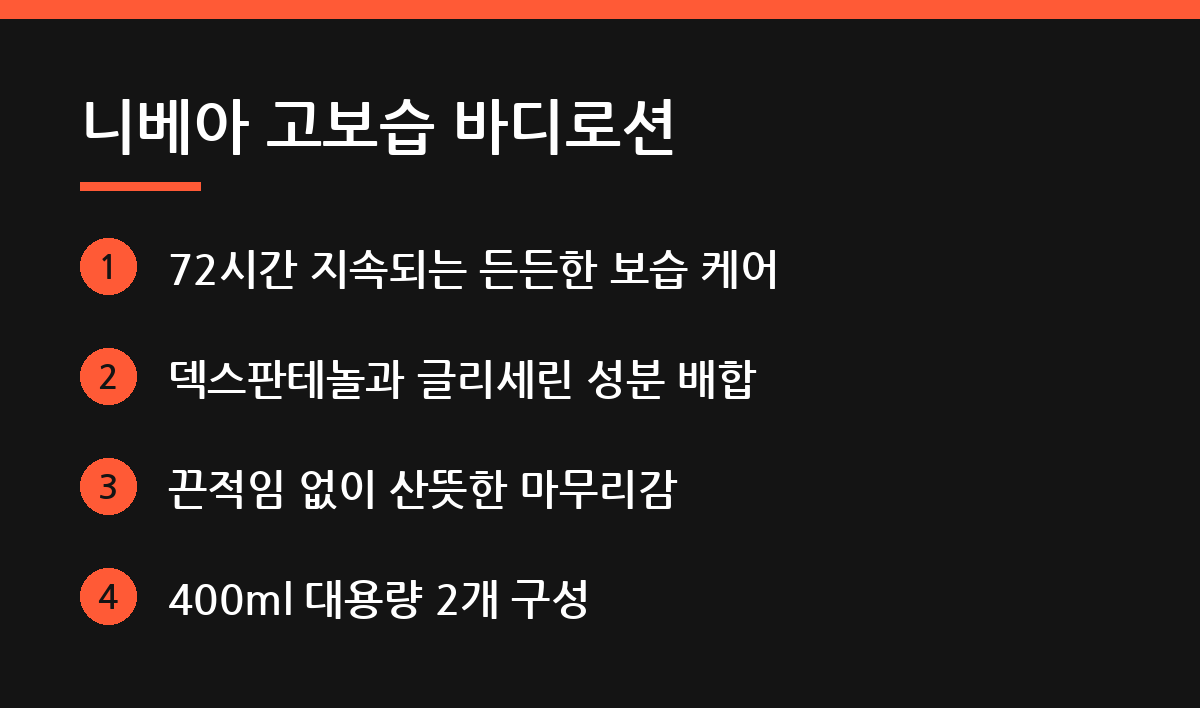 니베아 고보습 바디로션
1 72시간 지속되는 든든한 보습 케어
2 덱스판테놀과 글리세린 성분 배합
3 끈적임 없이 산뜻한 마무리감
4 400ml 대용량 2개 구성